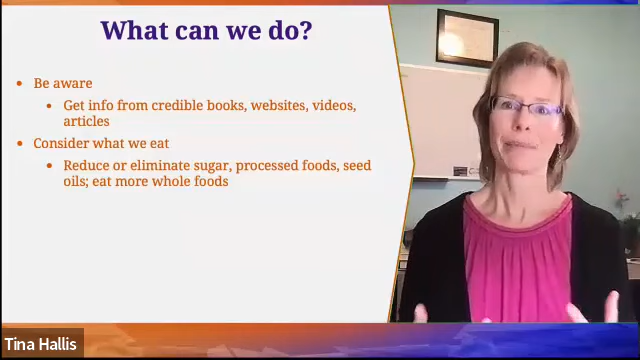 What can we do?
• Be aware
• Get info from credible books, websites, videos,
articles
• Consider what we eat
• Reduce or eliminate sugar, processed foods, seed
oils; eat more whole foods
Tina Hallis